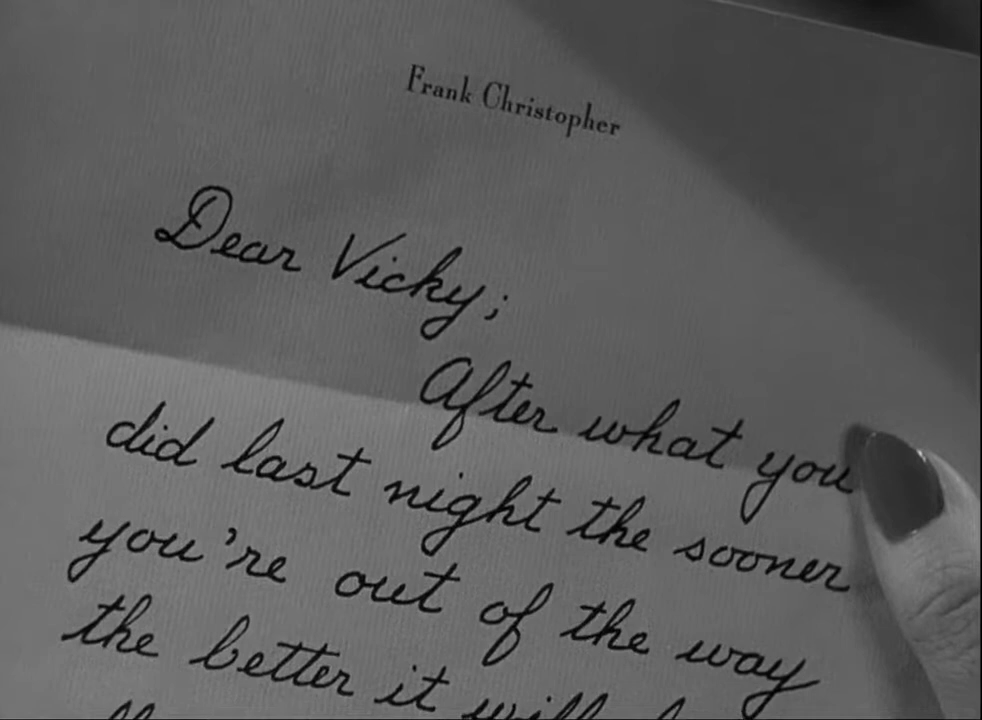 Frank Christopher
Dear Vicky;
After what you
did last night the sooner
you're out of the way
the better it will